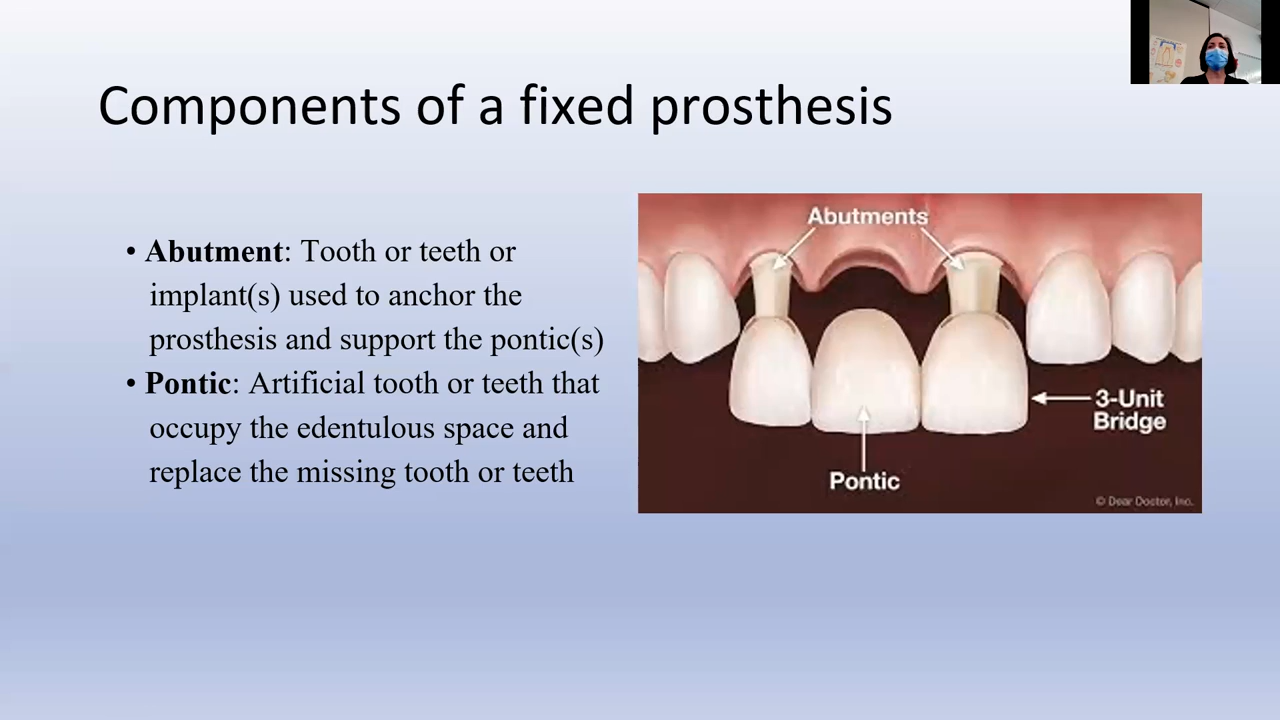 Components of a fixed prosthesis
• Abutment: Tooth or teeth or
implant(s) used to anchor the
prosthesis and support the pontic(s)
• Pontic: Artificial tooth or teeth that
occupy the edentulous space and
replace the missing tooth or teeth
Abutments
3-Unit
Bridge
Pontic
© Dear Doctor, Inc.